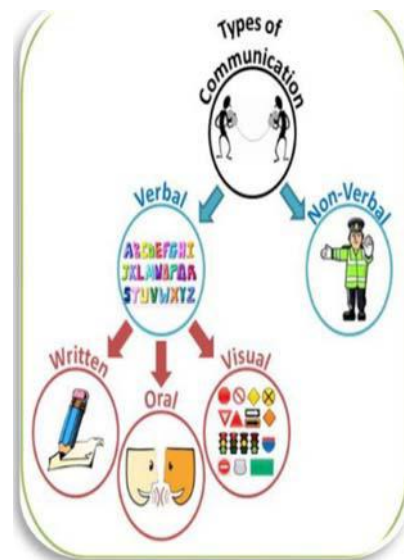 Types of
Communication
Verbal
Non-Verbal
ABCDEFGHI
JKLMNOPQR
STUVWXYZ
Written
Oral
Visual